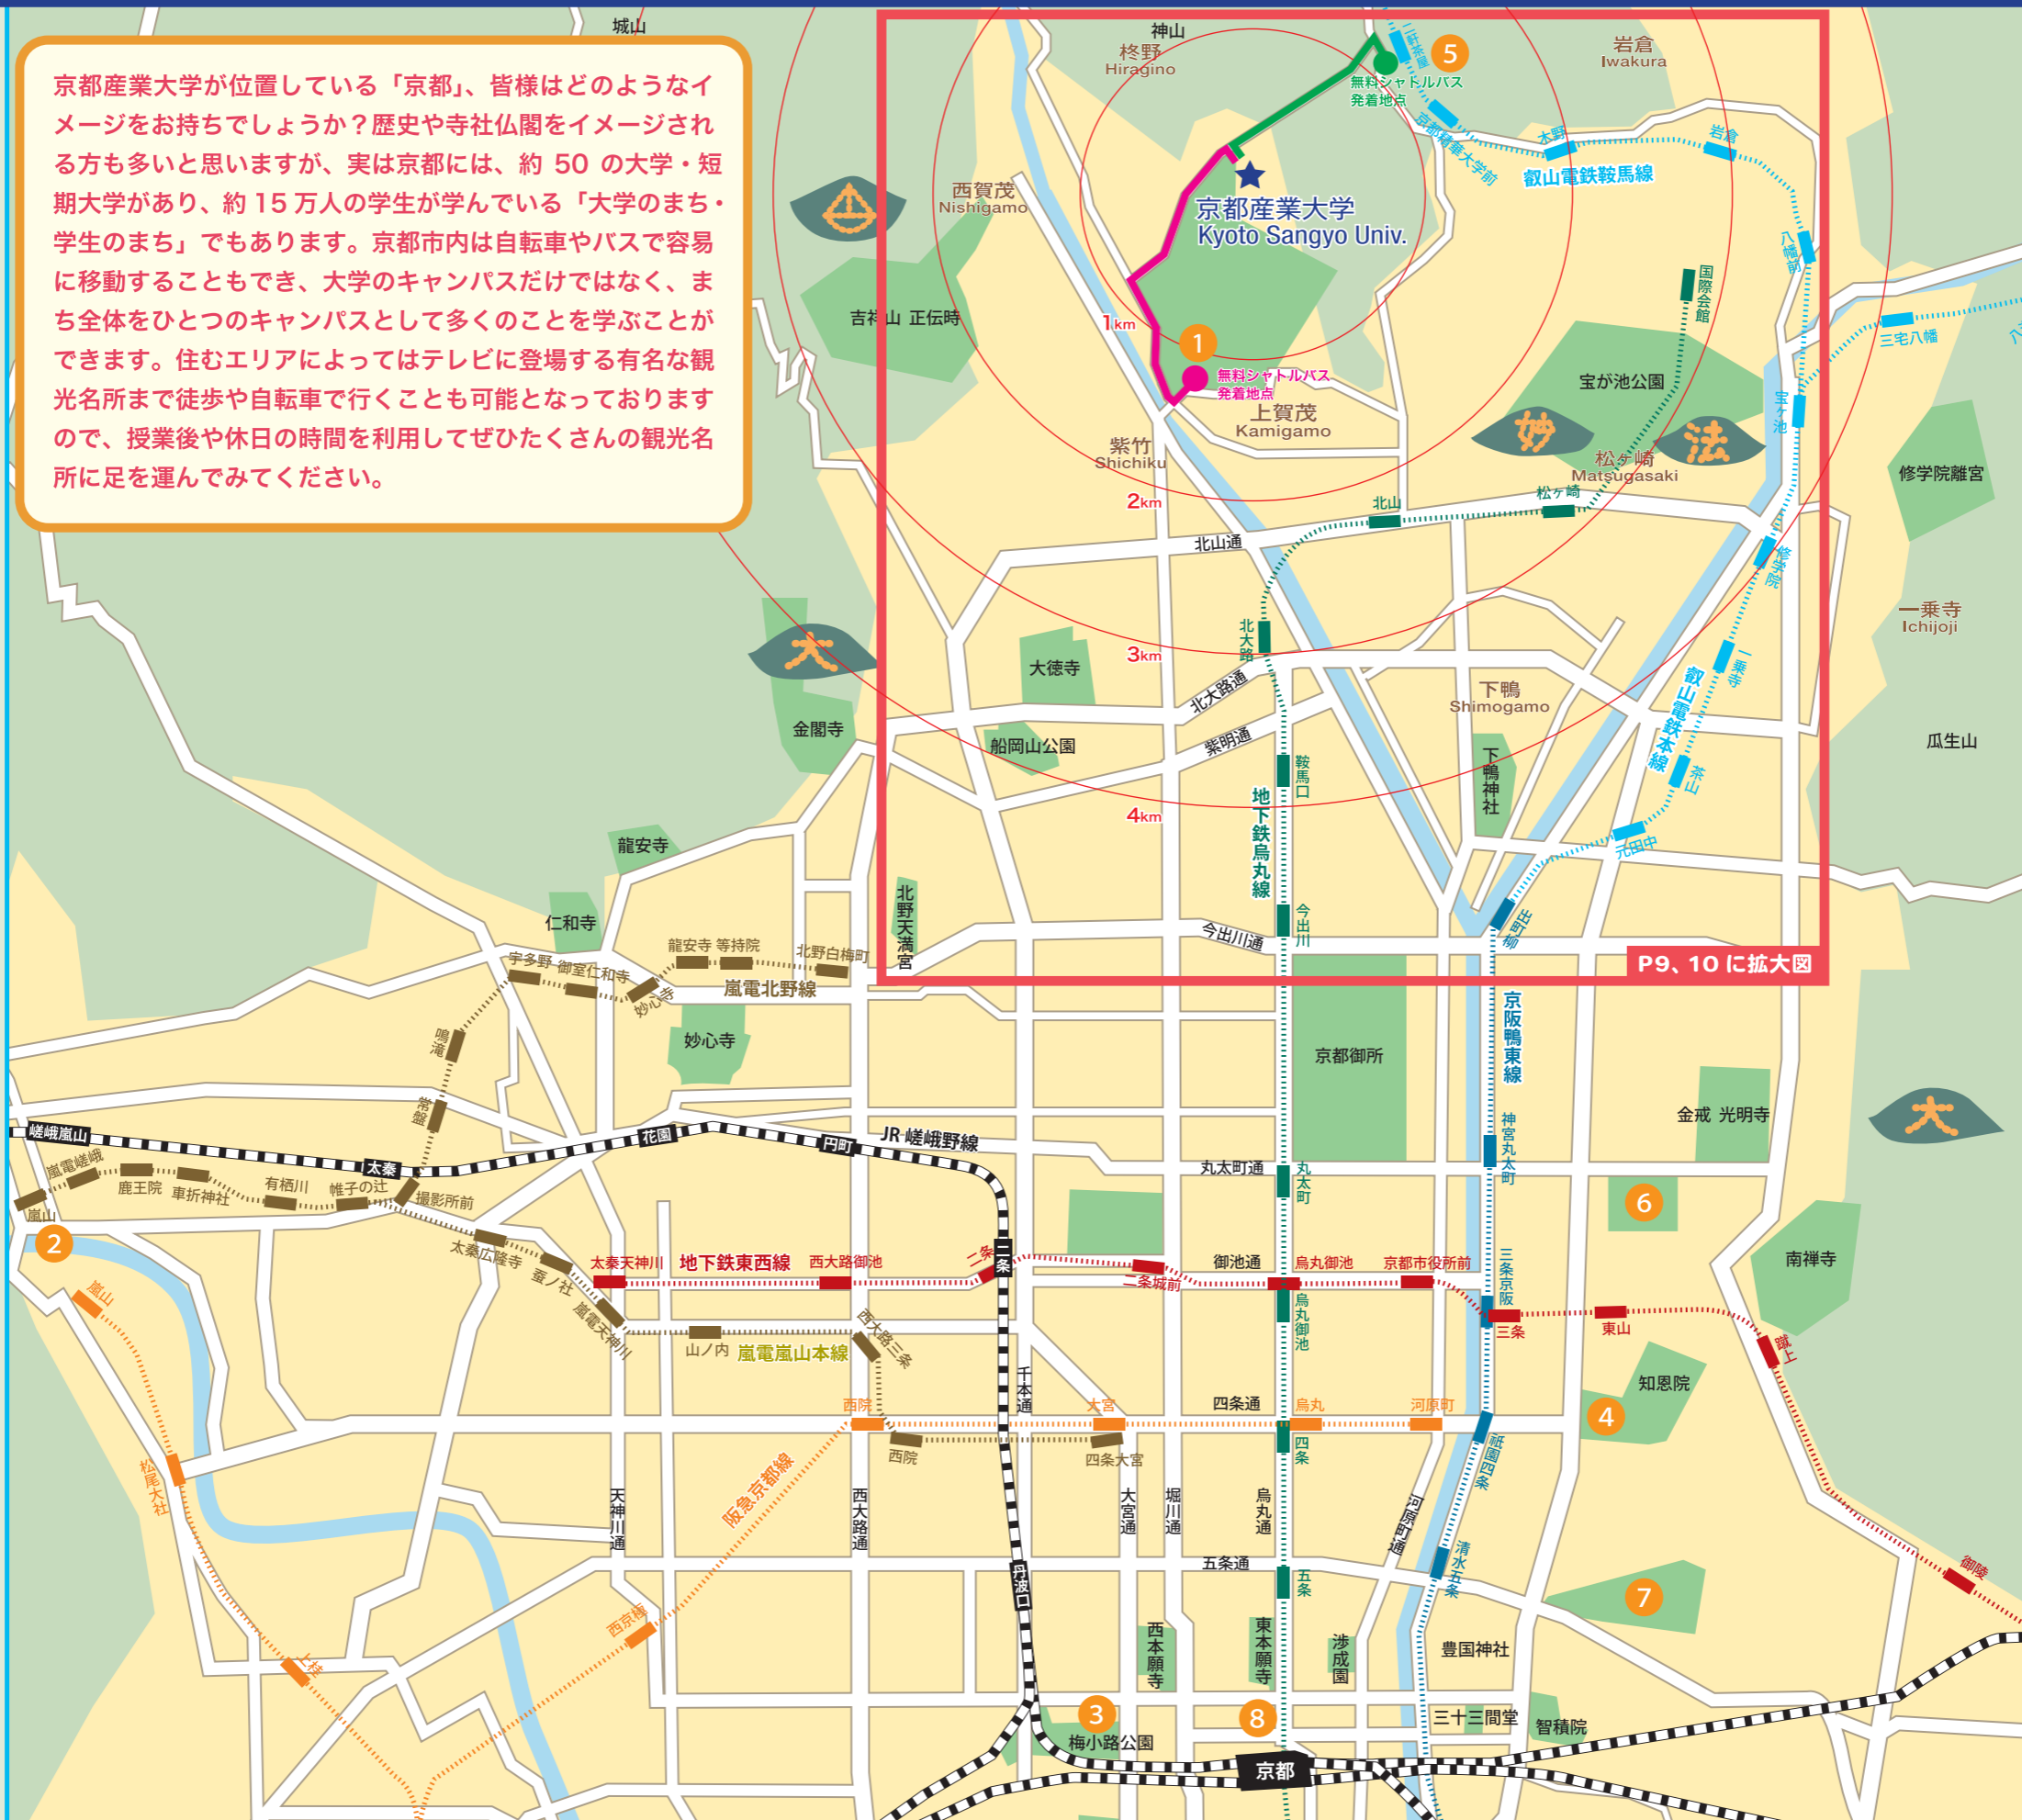 京都産業大学が位置している「京都」、皆様はどのようなイ
メージをお持ちでしょうか？歴史や寺社仏閣をイメージされ
る方も多いと思いますが、実は京都には、約 50 の大学・短
期大学があり、約 15 万人の学生が学んでいる「大学のまち・
学生のまち」でもあります。京都市内は自転車やバスで容易
に移動することもでき、大学のキャンパスだけではなく、ま
ち全体をひとつのキャンパスとして多くのことを学ぶことが
できます。住むエリアによってはテレビに登場する有名な観
光名所まで徒歩や自転車で行くことも可能となっております
ので、授業後や休日の時間を利用してぜひたくさんの観光名
所に足を運んでみてください。
城山
神山
柊野
Hiragino
5
無料シャトルバス
発着地点
岩倉
Iwakura
京都精華大学前
木野
岩倉
叡山電鉄鞍馬線
八幡前
三宅八幡
西賀茂
Nishigamo
京都産業大学
Kyoto Sangyo Univ.
国際会館
吉祥山 正伝時
1km
1
無料シャトルバス
発着地点
上賀茂
Kamigamo
宝が池公園
宝ヶ池
妙
法
松ヶ崎
Matsugasaki
修学院離宮
紫竹
Shichiku
2km
北山
松ヶ崎
北山通
修学院
一乗寺
Ichijoji
大
北大路
3km
大徳寺
北大路通
下鴨
Shimogamo
一乗寺
叡山電鉄本線
金閣寺
船岡山公園
紫明通
鞍馬口
下鴨神社
茶山
瓜生山
4km
地下鉄烏丸線
元田中
龍安寺
仁和寺
北野天満宮
今出川通
今出川
出町柳
P9、10 に拡大図
宇多野
御室仁和寺
妙心寺
龍安寺
等持院
北野白梅町
嵐電北野線
鳴滝
妙心寺
京都御所
京阪鴨東線
常盤
金戒 光明寺
大
嵯峨嵐山
太秦
花園
円町
JR 嵯峨野線
丸太町通
丸太町
神宮丸太町
嵐電嵯峨
鹿王院
車折神社
有栖川
帷子の辻
撮影所前
嵐山
2
太秦広隆寺
蚕ノ社
嵐電天神川
6
南禅寺
太秦天神川
地下鉄東西線
西大路御池
二条
二条
二条城前
御池通
烏丸御池
烏丸御池
京都市役所前
三条京阪
三条
東山
蹴上
嵐山
山ノ内
嵐電嵐山本線
西大路三条
千本通
知恩院
4
西院
大宮
四条通
烏丸
河原町
西院
四条大宮
四条
祇園四条
松尾大社
阪急京都線
天神川通
西大路通
大宮通
堀川通
烏丸通
河原町通
丹波口
五条通
五条
清水五条
7
御陵
西京極
上桂
西本願寺
東本願寺
渉成園
豊国神社
3
梅小路公園
8
三十三間堂
智積院
京都